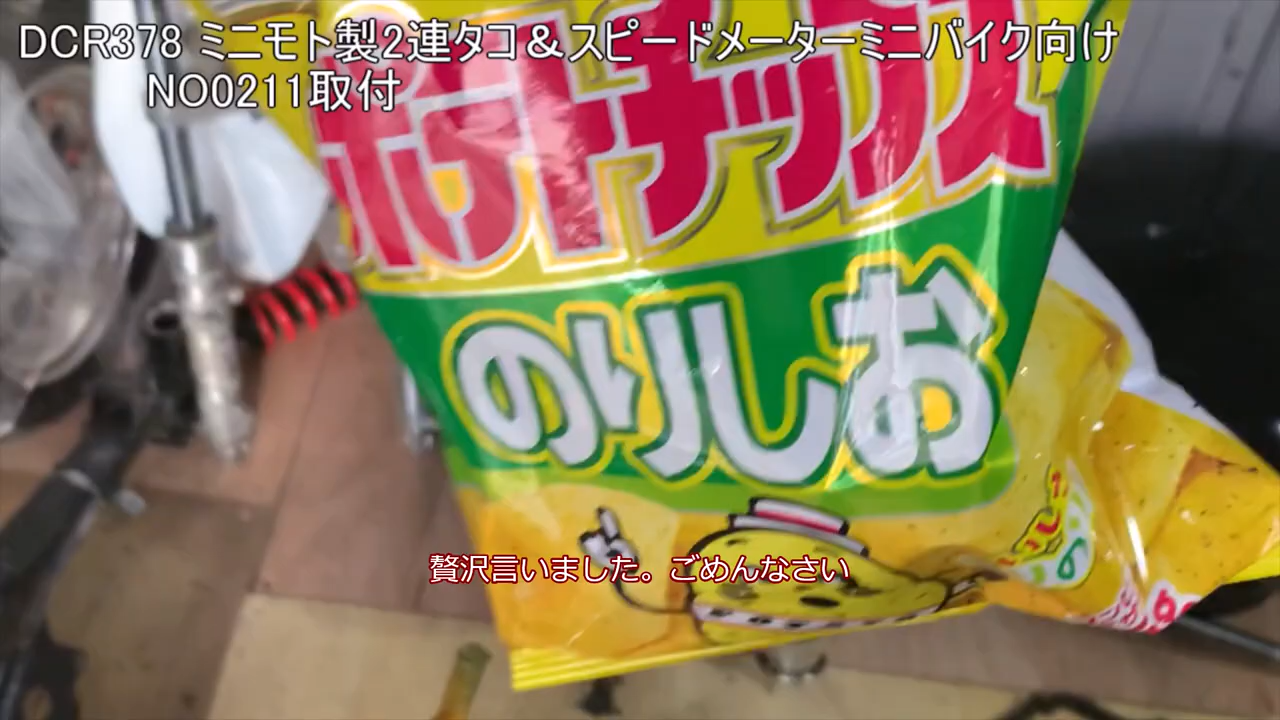 DCR378 ミニモト製2連タコ＆スピードメーターミニバイク向け
NO0211取付
ポテトチップス
のりしお
贅沢言いました。ごめんなさい